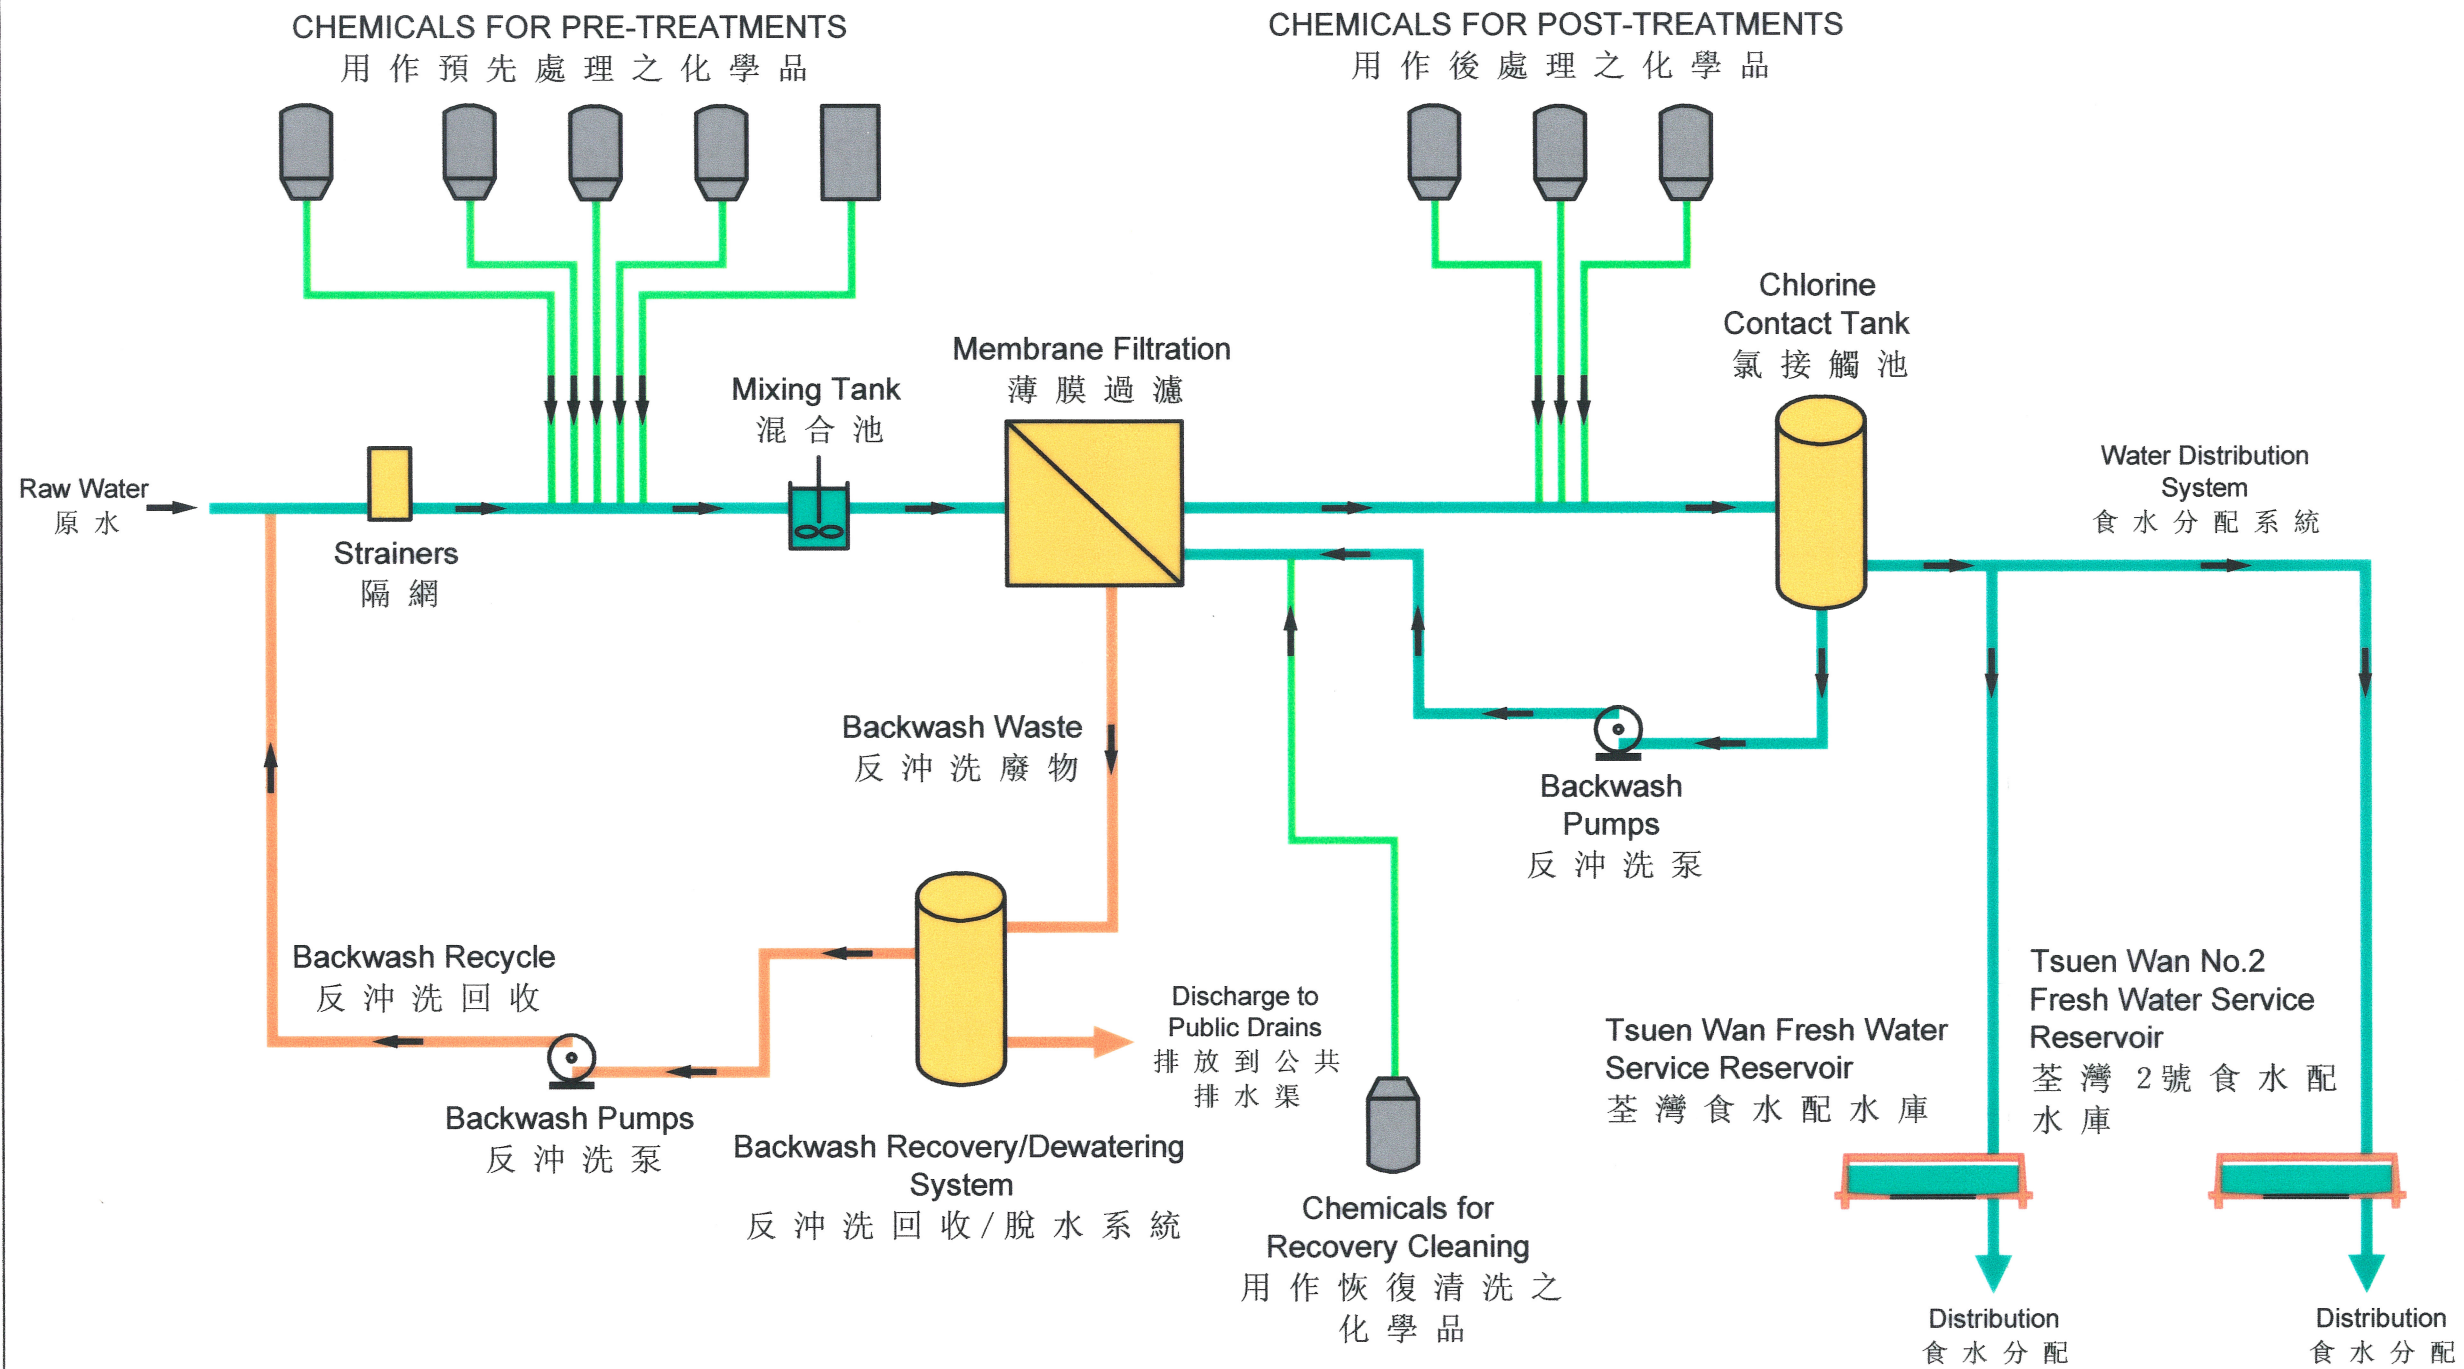 CHEMICALS FOR PRE-TREATMENTS
用作預先處理之化學品
CHEMICALS FOR POST-TREATMENTS
用作後處理之化學品
Chlorine
Contact Tank
氯接觸池
Membrane Filtration
薄膜過濾
Mixing Tank
混合池
Raw Water
原水
Strainers
隔網
Water Distribution
System
食水分配系統
Backwash Waste
反沖洗廢物
Backwash
Pumps
反沖洗泵
Backwash Recycle
反沖洗回收
Backwash Pumps
反沖洗泵
Backwash Recovery/Dewatering
System
反沖洗回收/脫水系統
Discharge to
Public Drains
排放到公共
排水渠
Chemicals for
Recovery Cleaning
用作恢復清洗之
化學品
Tsuen Wan Fresh Water
Service Reservoir
荃灣食水配水庫
Tsuen Wan No.2
Fresh Water Service
Reservoir
荃灣2號食水配
水庫
Distribution
食水分配
Distribution
食水分配